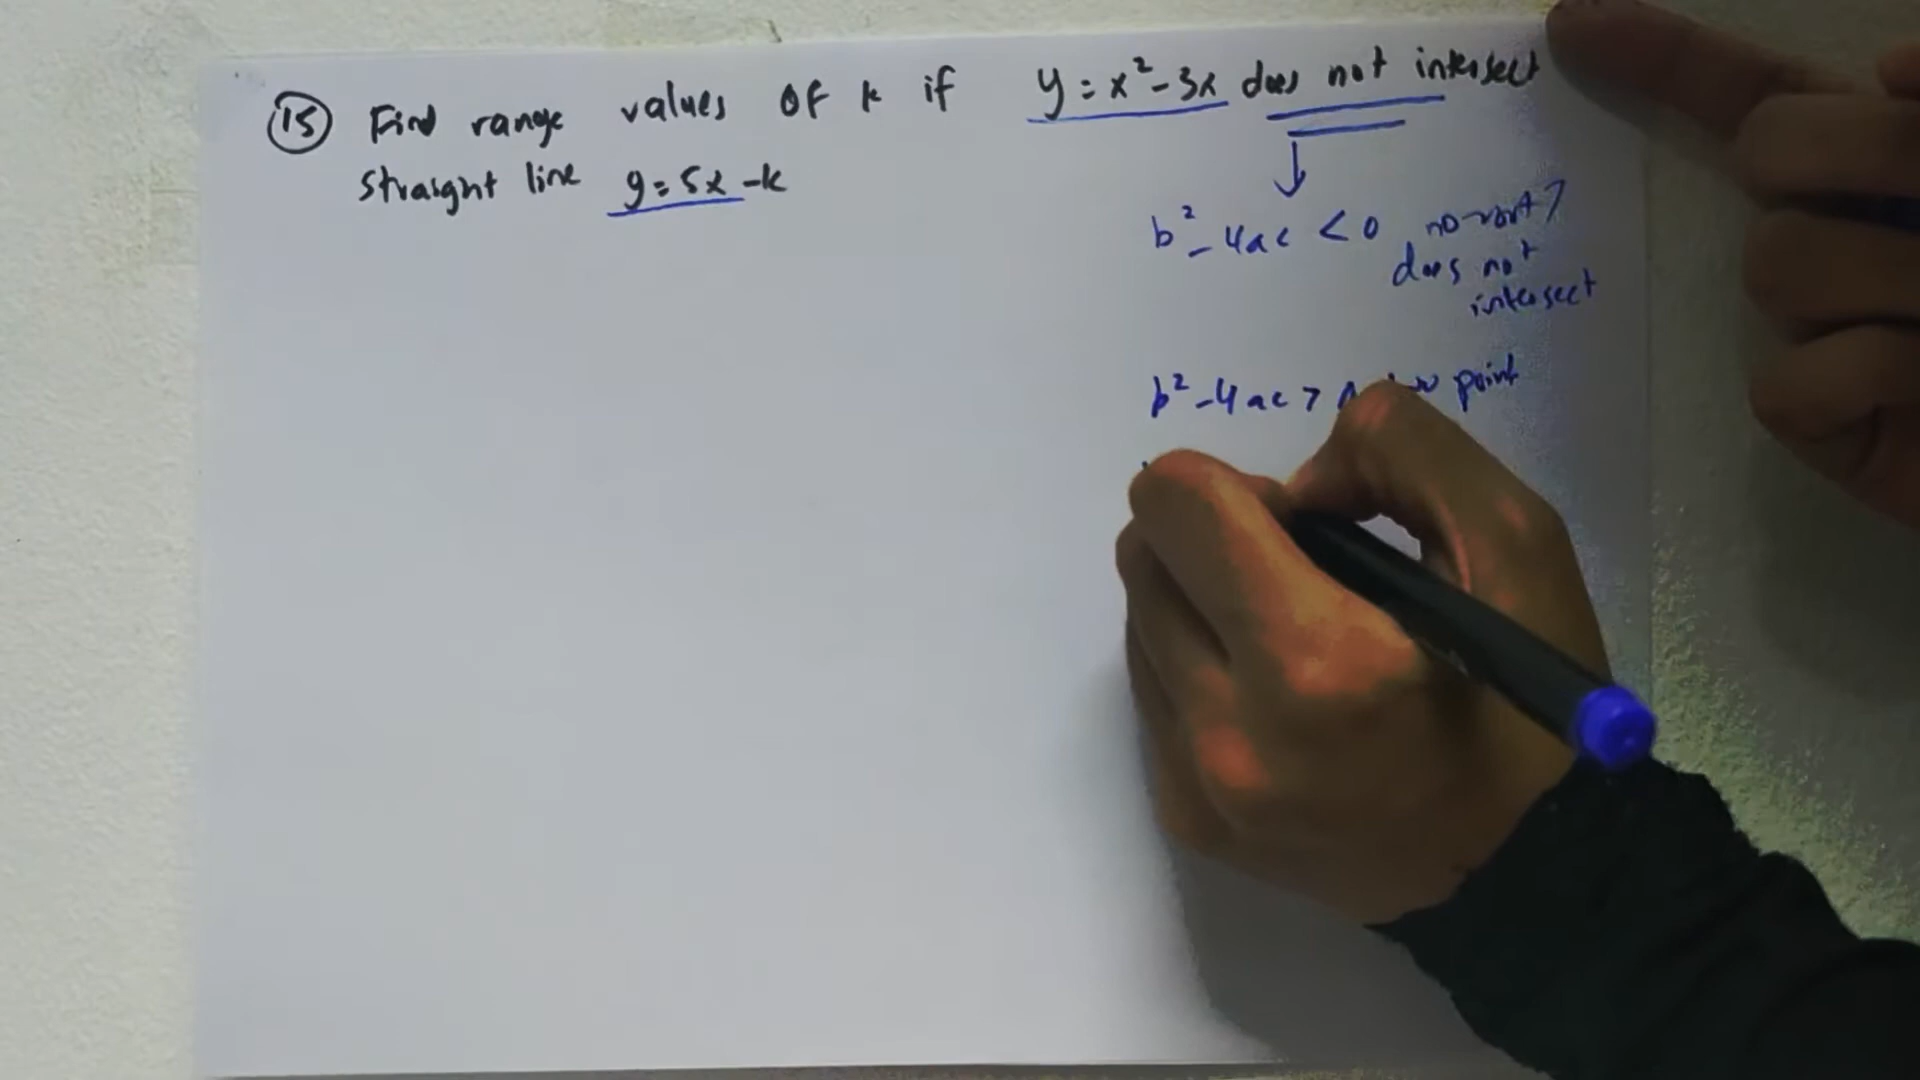 15 Find range values of k if y = x² - 3x does not intersect
straight line y = 5x - k
b² - 4ac < 0 no root /
does not
intersect
b² - 4ac > point